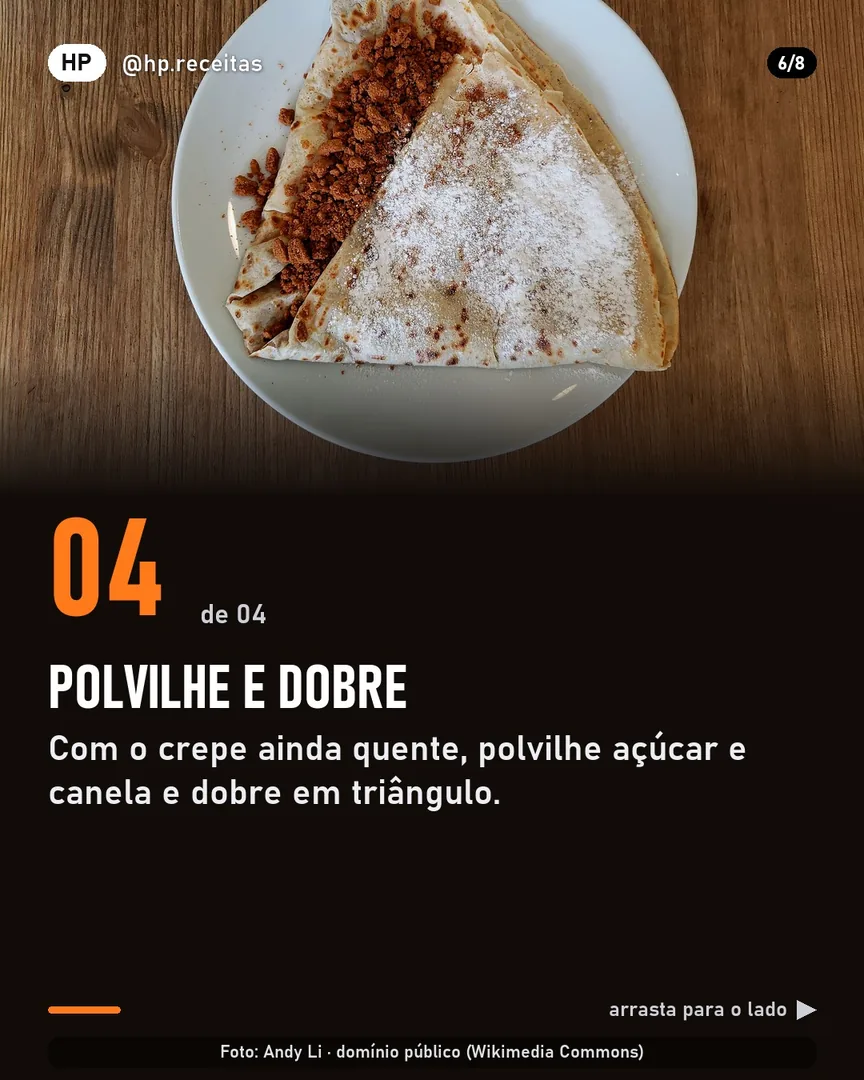 HP @hp.receitas 6/8
04 de 04
POLVILHE E DOBRE
Com o crepe ainda quente, polvilhe açúcar e
canela e dobre em triângulo.
arrasta para o lado ▶
Foto: Andy Li · domínio público (Wikimedia Commons)